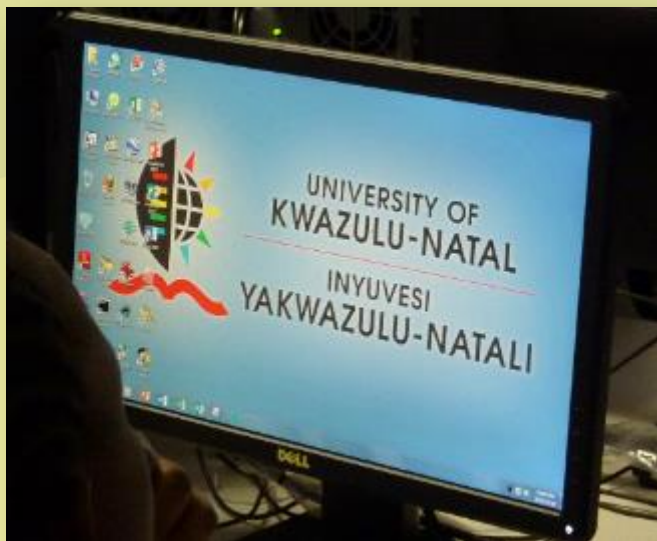 UNIVERSITY OF
KWAZULU-NATAL
INYUVESI
YAKWAZULU-NATALI
DELL